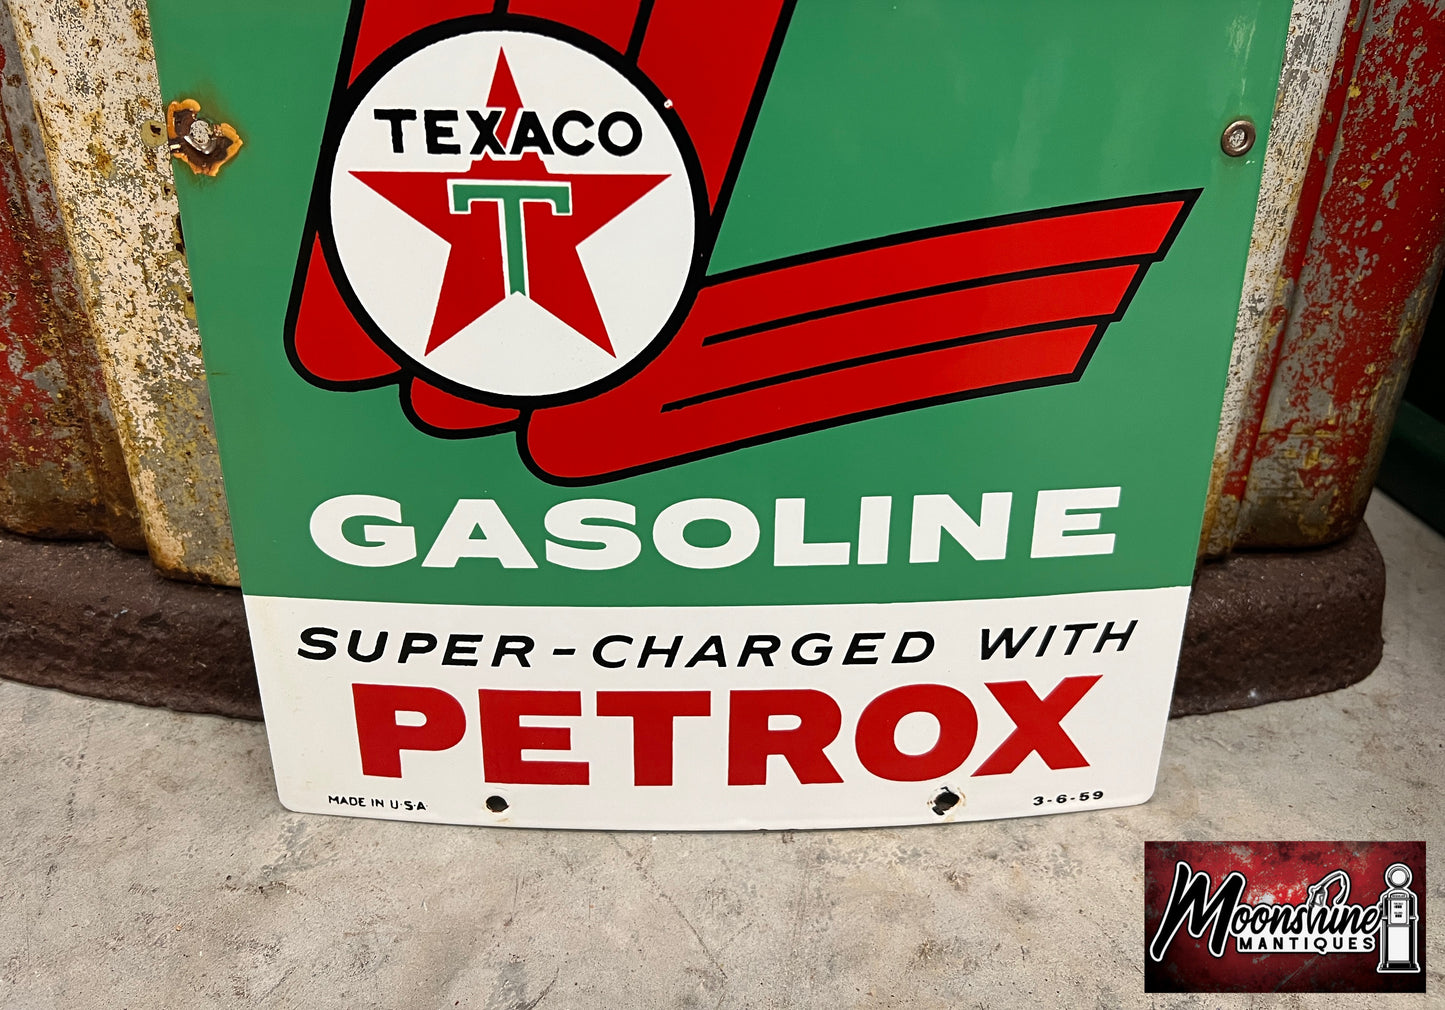 TEXACO
T
GASOLINE
SUPER-CHARGED WITH
PETROX
MADE IN U·S·A
3-6-59
Moonshine
MANTIQUES